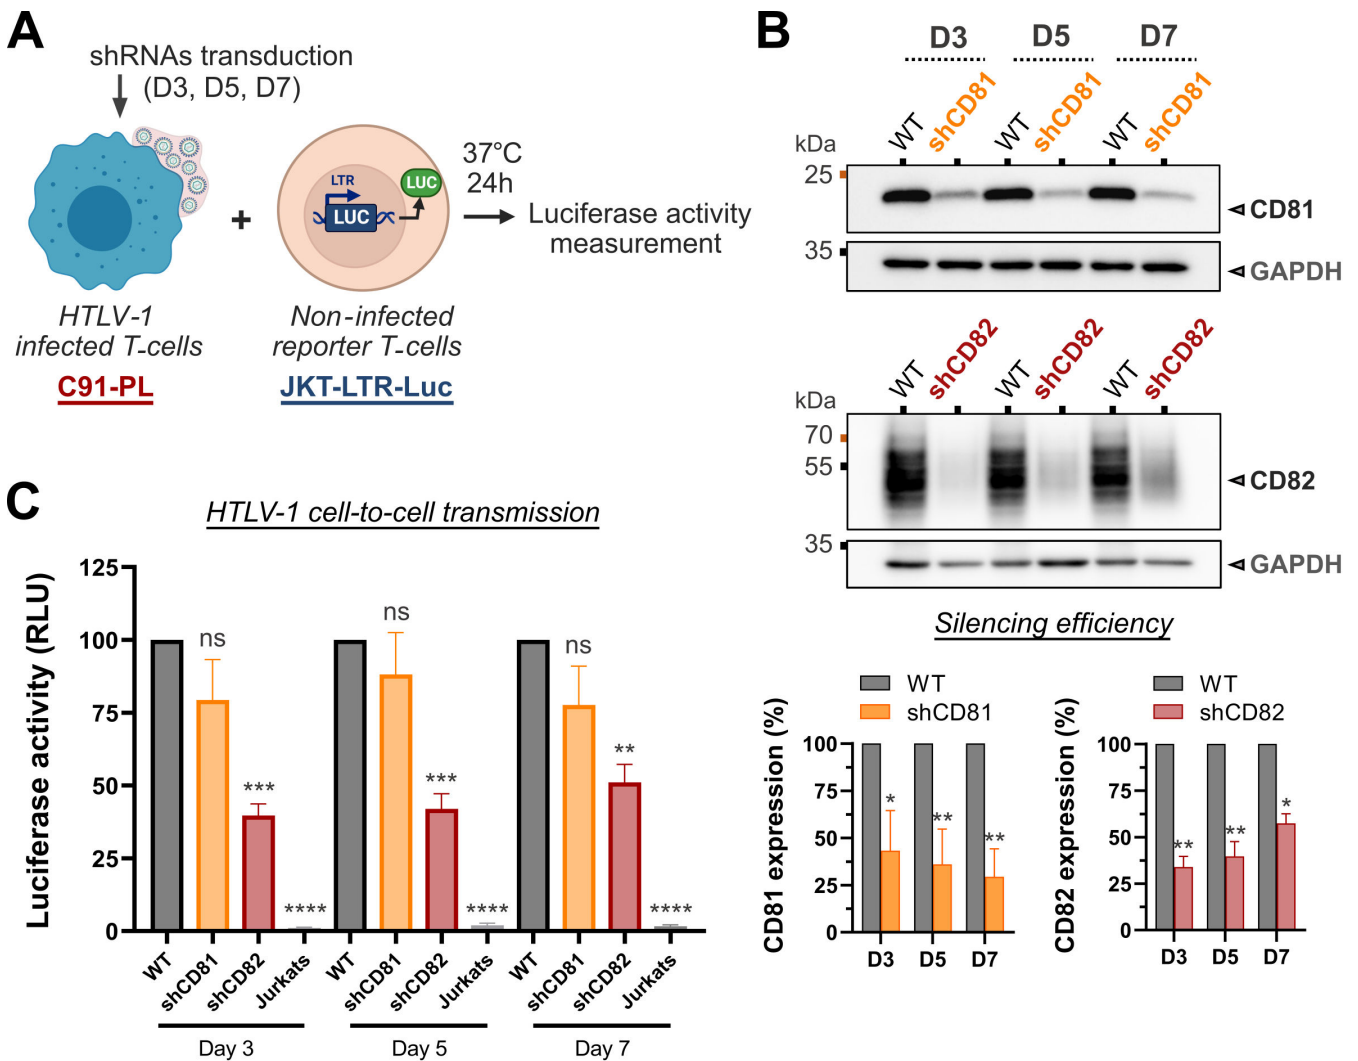 A
shRNAs transduction
(D3, D5, D7)
LTR
LUC
LUC
+
37°C
24h
Luciferase activity
measurement
HTLV-1
infected T-cells
C91-PL
Non-infected
reporter T-cells
JKT-LTR-Luc
B
D3 D5 D7
WT shCD81 WT shCD81 WT shCD81
kDa
25
CD81
35
GAPDH
WT shCD82 WT shCD82 WT shCD82
kDa
70
55
CD82
35
GAPDH
Silencing efficiency
WT
shCD81
CD81 expression (%)
100
75
50
25
0
* ** **
D3 D5 D7
WT
shCD82
CD82 expression (%)
100
75
50
25
0
** ** *
D3 D5 D7
C
HTLV-1 cell-to-cell transmission
Luciferase activity (RLU)
125
100
75
50
25
0
ns *** ****
ns *** ****
ns ** ****
WT shCD81 shCD82 Jurkats WT shCD81 shCD82 Jurkats WT shCD81 shCD82 Jurkats
Day 3 Day 5 Day 7